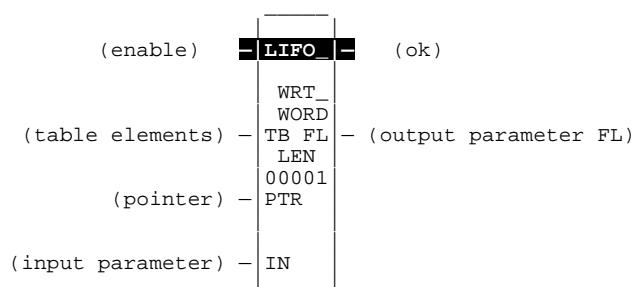 (enable) LIFO_ (ok)
WRT_
WORD
(table elements) TB FL (output parameter FL)
LEN
00001
(pointer) PTR
(input parameter) IN